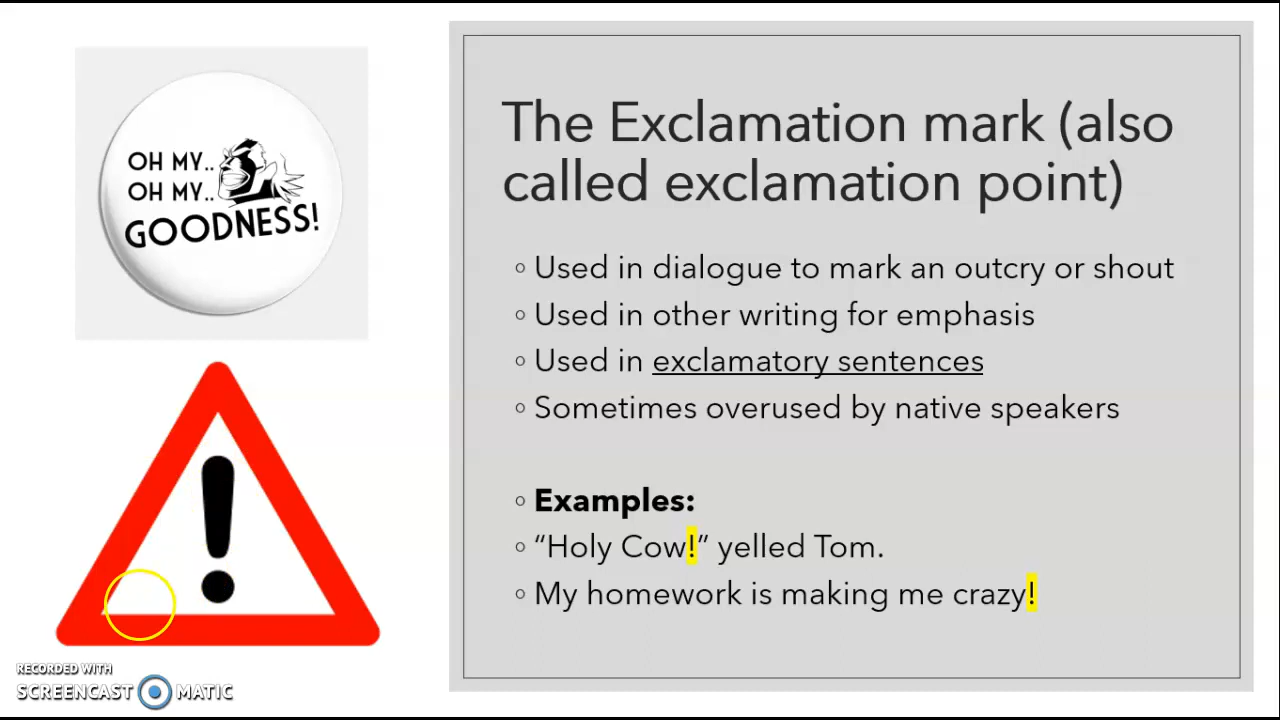 OH MY..
OH MY..
GOODNESS!
!
The Exclamation mark (also
called exclamation point)
◦ Used in dialogue to mark an outcry or shout
◦ Used in other writing for emphasis
◦ Used in exclamatory sentences
◦ Sometimes overused by native speakers
◦ Examples:
◦ “Holy Cow!” yelled Tom.
◦ My homework is making me crazy!
RECORDED WITH
SCREENCAST MATIC